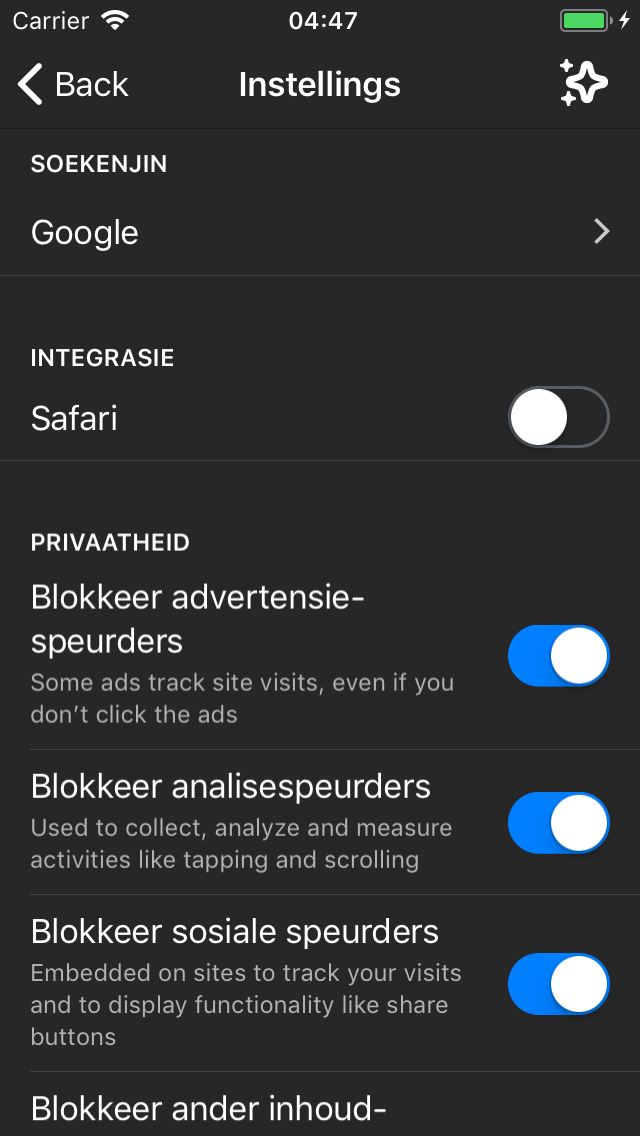 Carrier
04:47
Back
Instellings
SOEKENJIN
Google
INTEGRASIE
Safari
PRIVAATHEID
Blokkeer advertensie-
speurders
Some ads track site visits, even if you
don’t click the ads
Blokkeer analisespeurders
Used to collect, analyze and measure
activities like tapping and scrolling
Blokkeer sosiale speurders
Embedded on sites to track your visits
and to display functionality like share
buttons
Blokkeer ander inhoud-